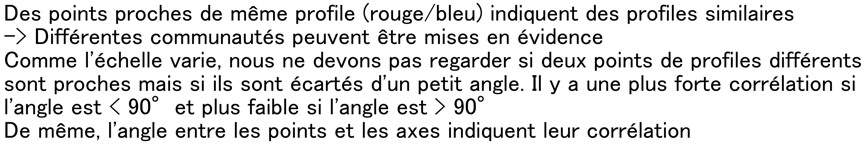 Des points proches de même profile (rouge/bleu) indiquent des profiles similaires
-> Différentes communautés peuvent être mises en évidence
Comme l'échelle varie, nous ne devons pas regarder si deux points de profiles différents
sont proches mais si ils sont écartés d'un petit angle. Il y a une plus forte corrélation si
l'angle est < 90° et plus faible si l'angle est > 90°
De même, l'angle entre les points et les axes indiquent leur corrélation